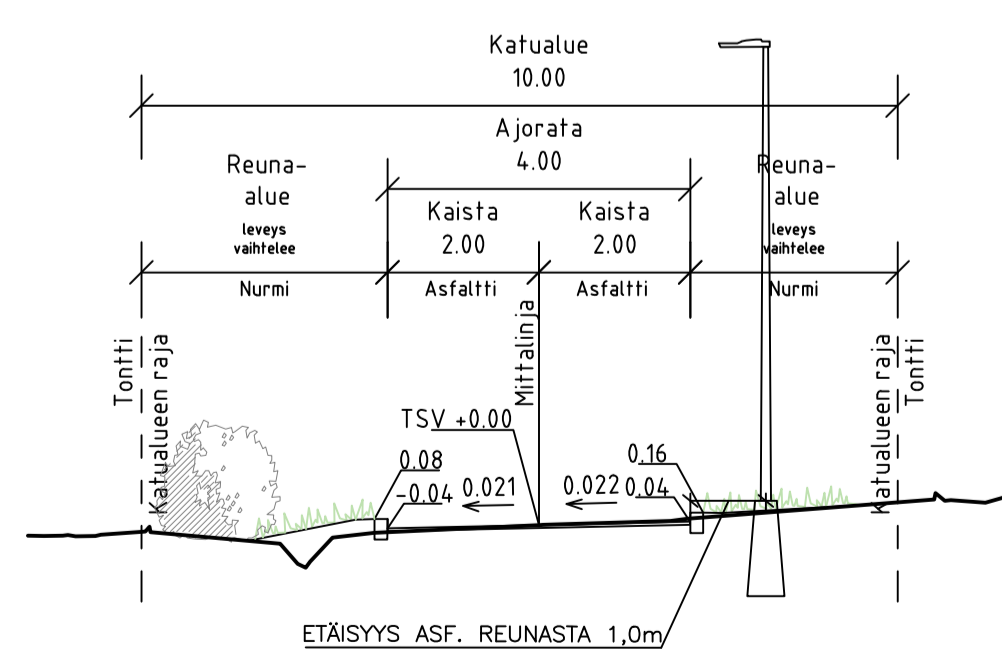 Katualue
10.00
Ajorata
4.00
Reuna-
alue
leveys
vaihtelee
Nurmi
Kaista
2.00
Asfaltti
Kaista
2.00
Asfaltti
Reuna-
alue
leveys
vaihtelee
Nurmi
Tontti
Katualueen raja
Mittalinja
Katualueen raja
Tontti
TSV +0.00
0.08
-0.04
0.021
0.022
0.16
0.04
ETÄISYYS ASF. REUNASTA 1,0m